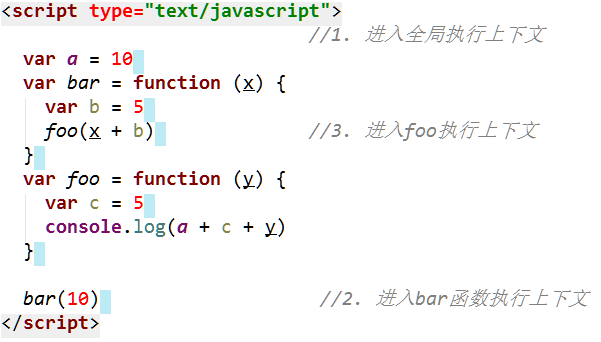 <script type="text/javascript">
//1. 进入全局执行上下文
var a = 10
var bar = function (x) {
var b = 5
foo(x + b) //3. 进入foo执行上下文
}
var foo = function (y) {
var c = 5
console.log(a + c + y)
}
bar(10) //2. 进入bar函数执行上下文
</script>